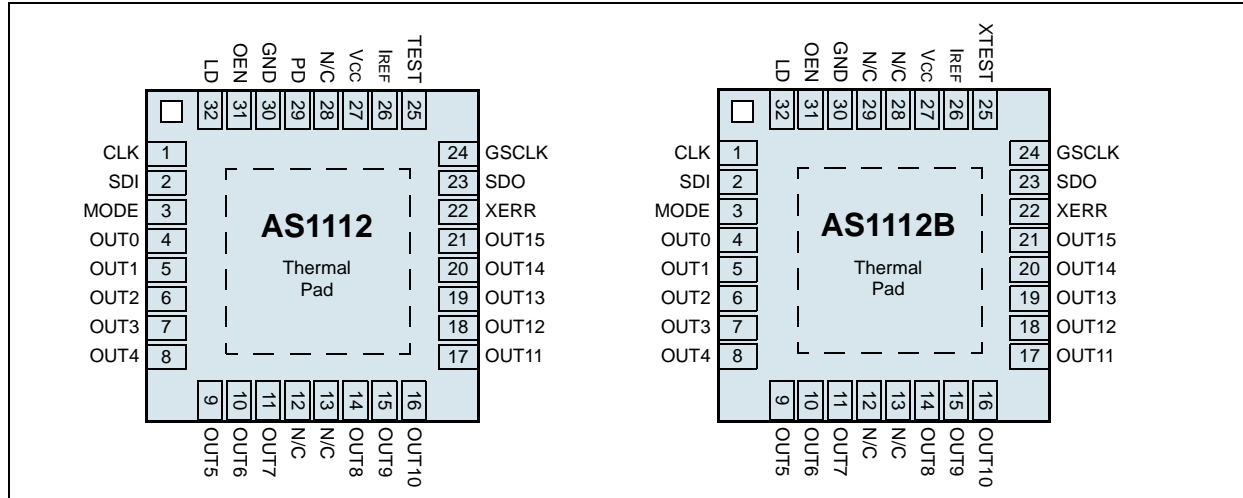 LD OEN GND PD N/C VCC IREF TEST
32 31 30 29 28 27 26 25
CLK 1
SDI 2
MODE 3
OUT0 4
OUT1 5
OUT2 6
OUT3 7
OUT4 8
AS1112
Thermal
Pad
24 GSCLK
23 SDO
22 XERR
21 OUT15
20 OUT14
19 OUT13
18 OUT12
17 OUT11
9 10 11 12 13 14 15 16
OUT5 OUT6 OUT7 N/C N/C OUT8 OUT9 OUT10
LD OEN GND N/C N/C VCC IREF XTEST
32 31 30 29 28 27 26 25
CLK 1
SDI 2
MODE 3
OUT0 4
OUT1 5
OUT2 6
OUT3 7
OUT4 8
AS1112B
Thermal
Pad
24 GSCLK
23 SDO
22 XERR
21 OUT15
20 OUT14
19 OUT13
18 OUT12
17 OUT11
9 10 11 12 13 14 15 16
OUT5 OUT6 OUT7 N/C N/C OUT8 OUT9 OUT10